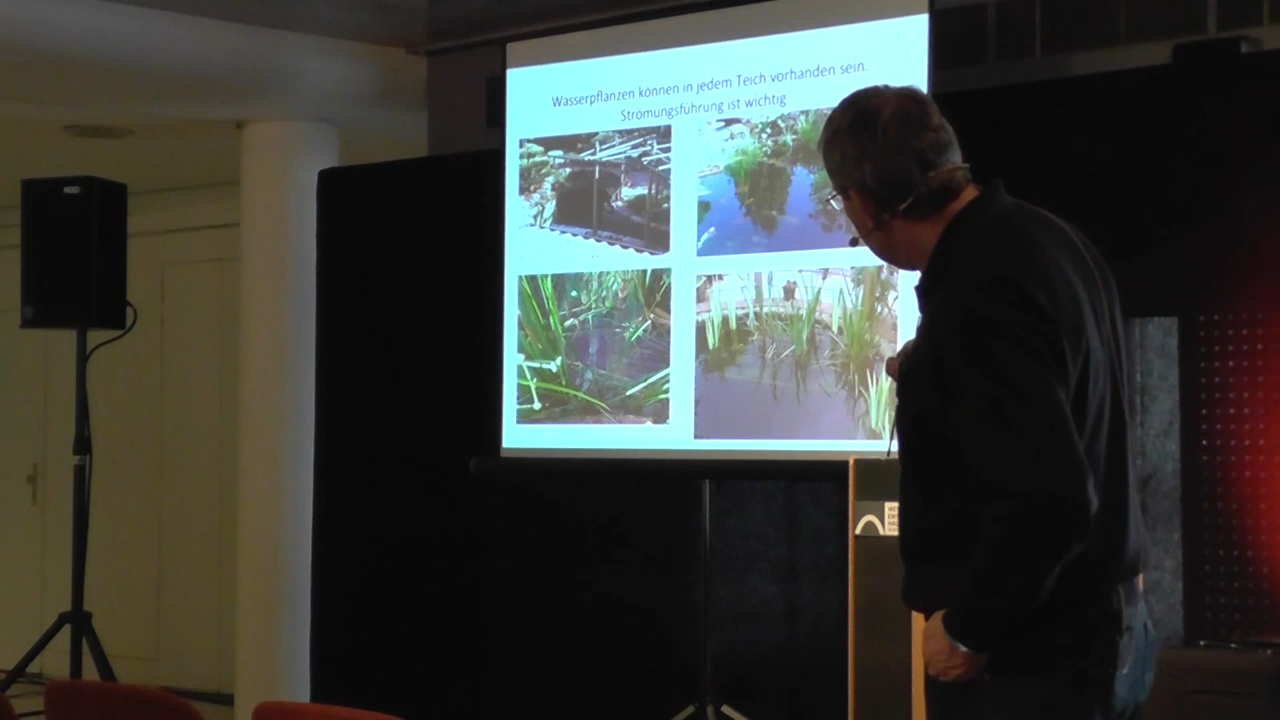 Wasserpflanzen können in jedem Teich vorhanden sein.
Strömungsführung ist wichtig